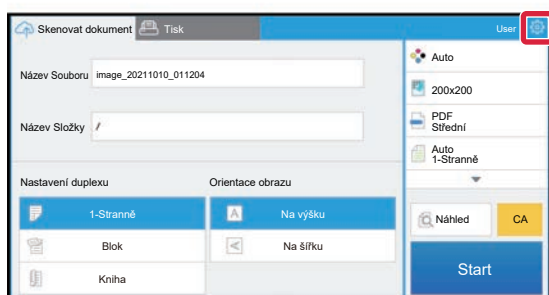 Skenovat dokument Tisk User
Název Souboru image_20211010_011204
Název Složky /
Nastavení duplexu Orientace obrazu
1-Stranně Na výšku
Blok Na šířku
Kniha
Auto
200x200
PDF
Střední
Auto
1-Stranně
Náhled CA
Start